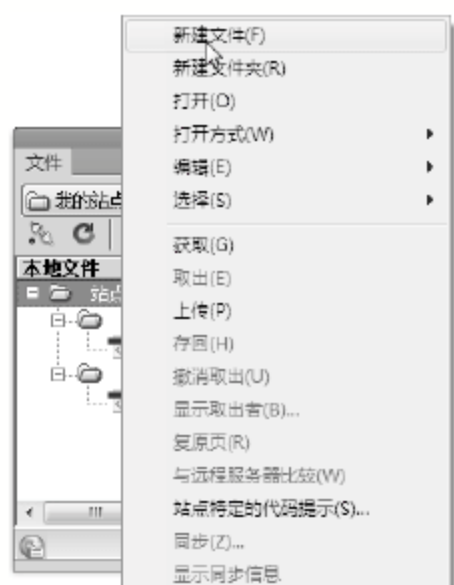 新建文件(F)
新建文件夹(R)
打开(O)
打开方式(W)
编辑(E)
选择(S)
获取(G)
取出(E)
上传(P)
存回(H)
撤消取出(U)
显示取出者(B)...
复原页(R)
与远程服务器比较(W)
站点特定的代码提示(S)...
同步(Z)...
显示同步信息
文件
我的站点
本地文件
站点